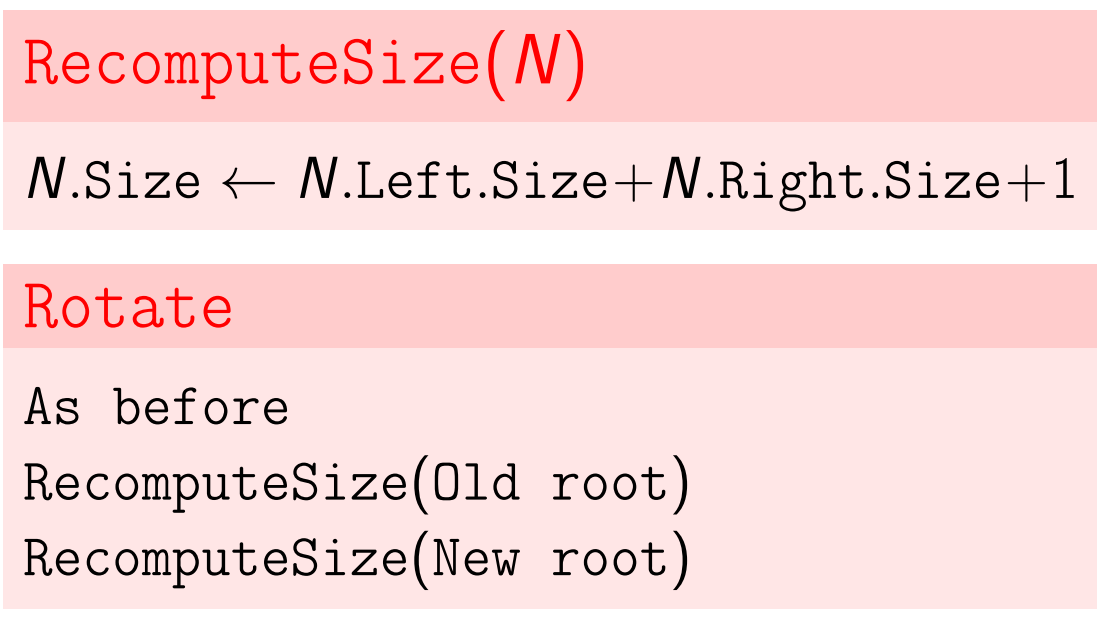 RecomputeSize(N)
N.Size ← N.Left.Size+N.Right.Size+1
Rotate
As before
RecomputeSize(Old root)
RecomputeSize(New root)